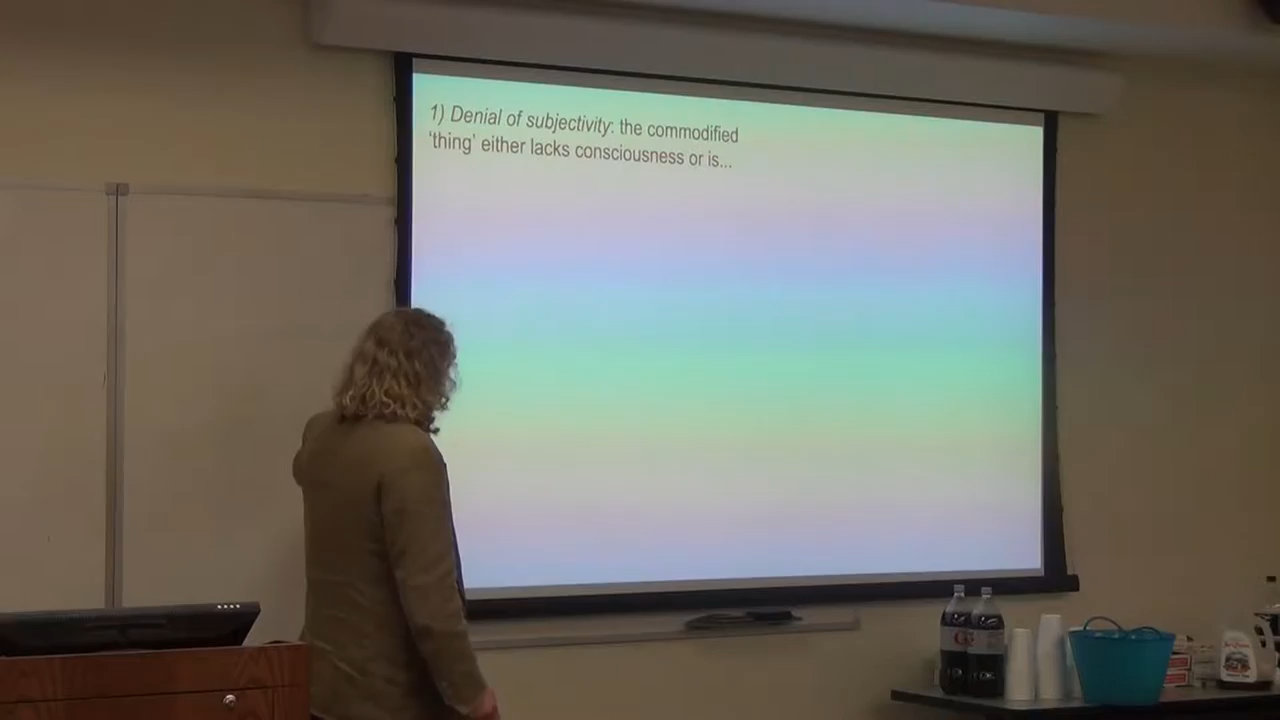 1) Denial of subjectivity: the commodified
‘thing’ either lacks consciousness or is...